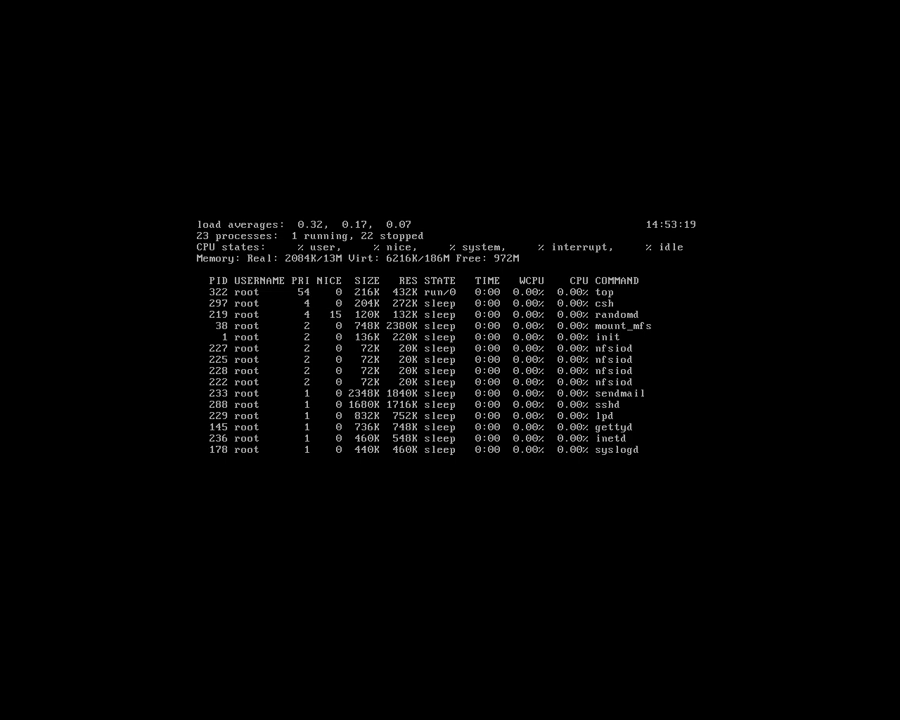 load averages:  0.32,  0.17,  0.07                                     14:53:19
23 processes:  1 running, 22 stopped
CPU states:     % user,     % nice,     % system,     % interrupt,     % idle
Memory: Real: 2084K/13M Virt: 6216K/186M Free: 972M
PID USERNAME PRI NICE  SIZE   RES STATE   TIME   WCPU    CPU COMMAND
322 root      54    0  216K  432K run/0   0:00  0.00%  0.00% top
297 root       4    0  204K  272K sleep   0:00  0.00%  0.00% csh
219 root       4   15  120K  132K sleep   0:00  0.00%  0.00% randomd
38 root       2    0  748K 2380K sleep   0:00  0.00%  0.00% mount_mfs
1 root       2    0  136K  220K sleep   0:00  0.00%  0.00% init
227 root       2    0   72K   20K sleep   0:00  0.00%  0.00% nfsiod
225 root       2    0   72K   20K sleep   0:00  0.00%  0.00% nfsiod
228 root       2    0   72K   20K sleep   0:00  0.00%  0.00% nfsiod
222 root       2    0   72K   20K sleep   0:00  0.00%  0.00% nfsiod
233 root       1    0 2348K 1840K sleep   0:00  0.00%  0.00% sendmail
288 root       1    0 1680K 1716K sleep   0:00  0.00%  0.00% sshd
229 root       1    0  832K  752K sleep   0:00  0.00%  0.00% lpd
145 root       1    0  736K  748K sleep   0:00  0.00%  0.00% gettyd
236 root       1    0  460K  548K sleep   0:00  0.00%  0.00% inetd
178 root       1    0  440K  460K sleep   0:00  0.00%  0.00% syslogd